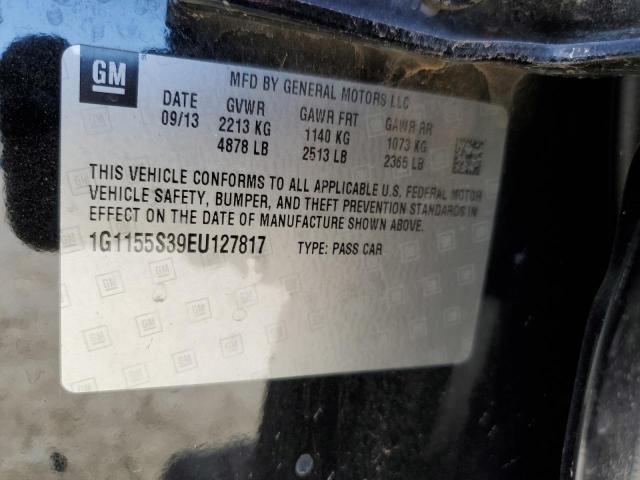 GM
MFD BY GENERAL MOTORS LLC
DATE GVWR GAWR FRT GAWR RR
09/13 2213 KG 1140 KG 1073 KG
4878 LB 2513 LB 2365 LB
THIS VEHICLE CONFORMS TO ALL APPLICABLE U.S. FEDERAL MOTOR
VEHICLE SAFETY, BUMPER, AND THEFT PREVENTION STANDARDS IN
EFFECT ON THE DATE OF MANUFACTURE SHOWN ABOVE.
1G1155S39EU127817 TYPE: PASS CAR